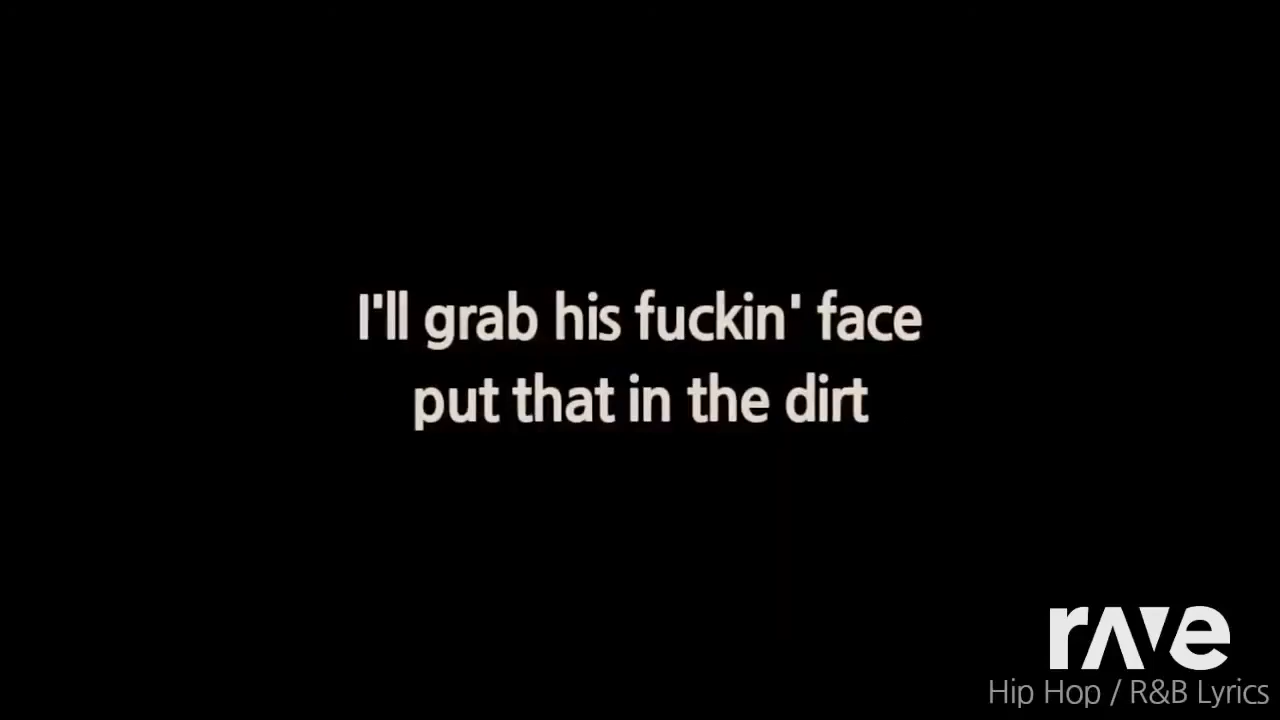 I'll grab his fuckin' face
put that in the dirt
rave
Hip Hop / R&B Lyrics